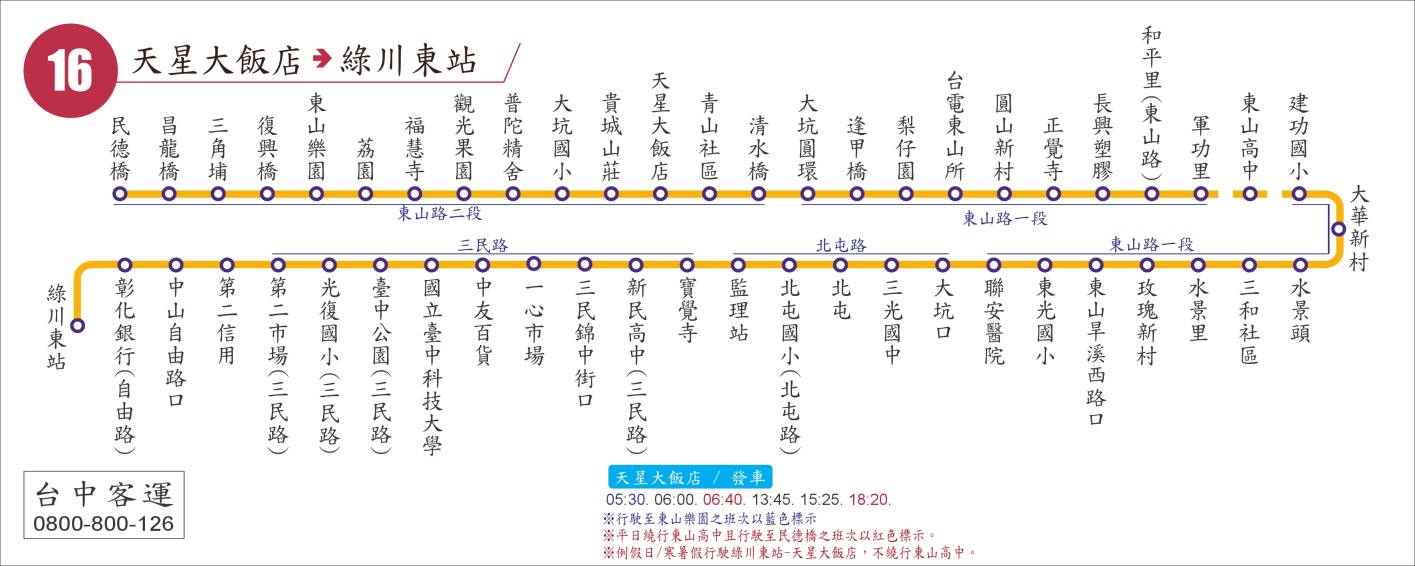 16
天星大飯店➔綠川東站
民德橋
昌龍橋
三角埔
復興橋
東山樂園
荔園
福慧寺
觀光果園
普陀精舍
大坑國小
貴城山莊
天星大飯店
青山社區
清水橋
大坑圓環
逢甲橋
梨仔園
台電東山所
圓山新村
正覺寺
長興塑膠
和平里(東山路)
軍功里
東山高中
建功國小
大華新村
東山路二段
東山路一段
三民路
北屯路
東山路一段
綠川東站
彰化銀行(自由路)
中山自由路口
第二信用
第二市場(三民路)
光復國小(三民路)
臺中公園(三民路)
國立臺中科技大學
中友百貨
一心市場
三民錦中街口
新民高中(三民路)
寶覺寺
監理站
北屯國小(北屯路)
北屯
三光國中
大坑口
聯安醫院
東光國小
東山旱溪西路口
玫瑰新村
水景里
三和社區
水景頭
台中客運
0800-800-126
天星大飯店 / 發車
05:30. 06:00. 06:40. 13:45. 15:25. 18:20.
※行駛至東山樂園之班次以藍色標示
※平日繞行東山高中且行駛至民德橋之班次以紅色標示。
※例假日/寒暑假行駛綠川東站-天星大飯店，不繞行東山高中。